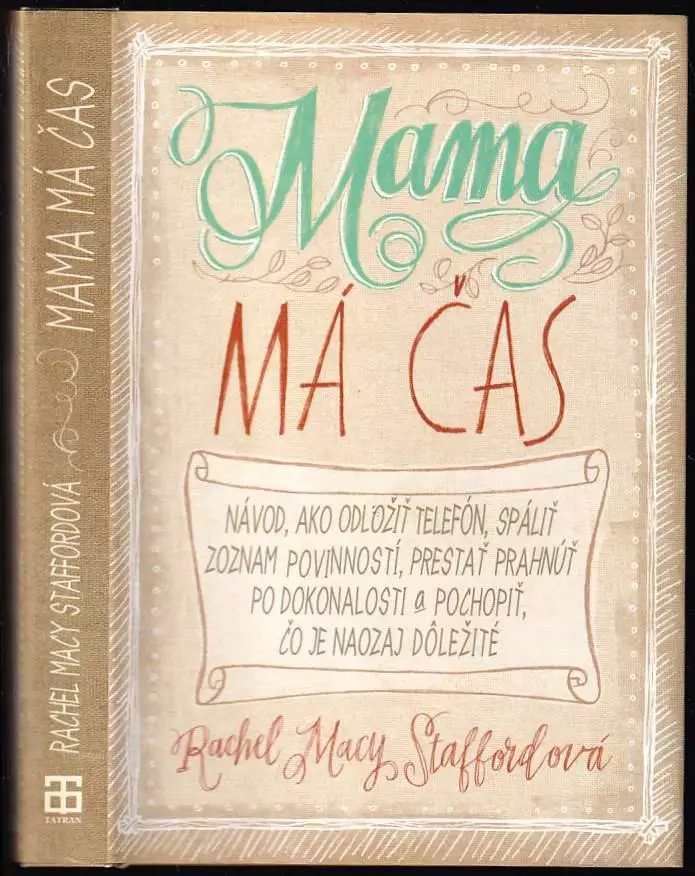 RACHEL MACY STAFFORDOVÁ MAMA MÁ ČAS
TATRAN
Mama
MÁ ČAS
NÁVOD, AKO ODLOŽIŤ TELEFÓN, SPÁLIŤ
ZOZNAM POVINNOSTÍ, PRESTAŤ PRAHNÚŤ
PO DOKONALOSTI a POCHOPIŤ,
ČO JE NAOZAJ DÔLEŽITÉ
Rachel Macy Staffordová